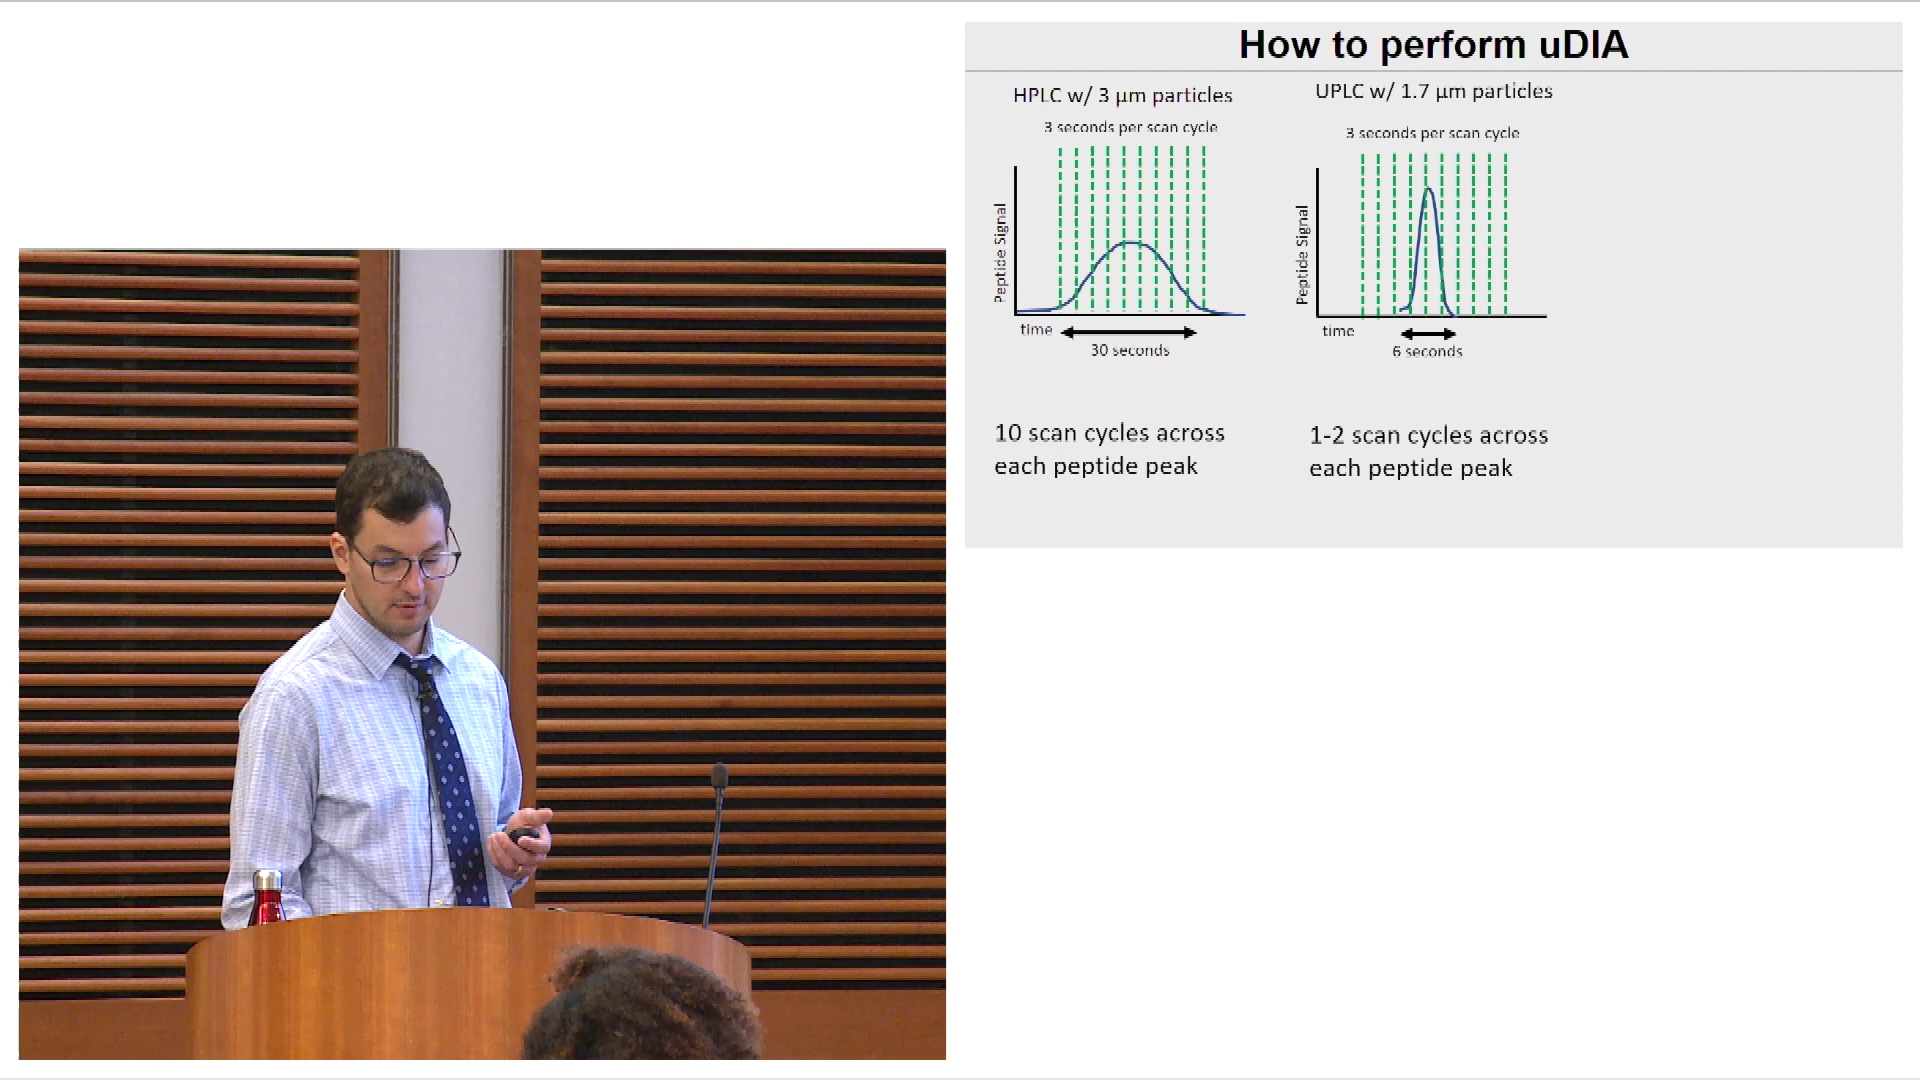 How to perform uDIA
HPLC w/ 3 µm particles
3 seconds per scan cycle
Peptide Signal
time
30 seconds
10 scan cycles across
each peptide peak
UPLC w/ 1.7 µm particles
3 seconds per scan cycle
Peptide Signal
time
6 seconds
1-2 scan cycles across
each peptide peak